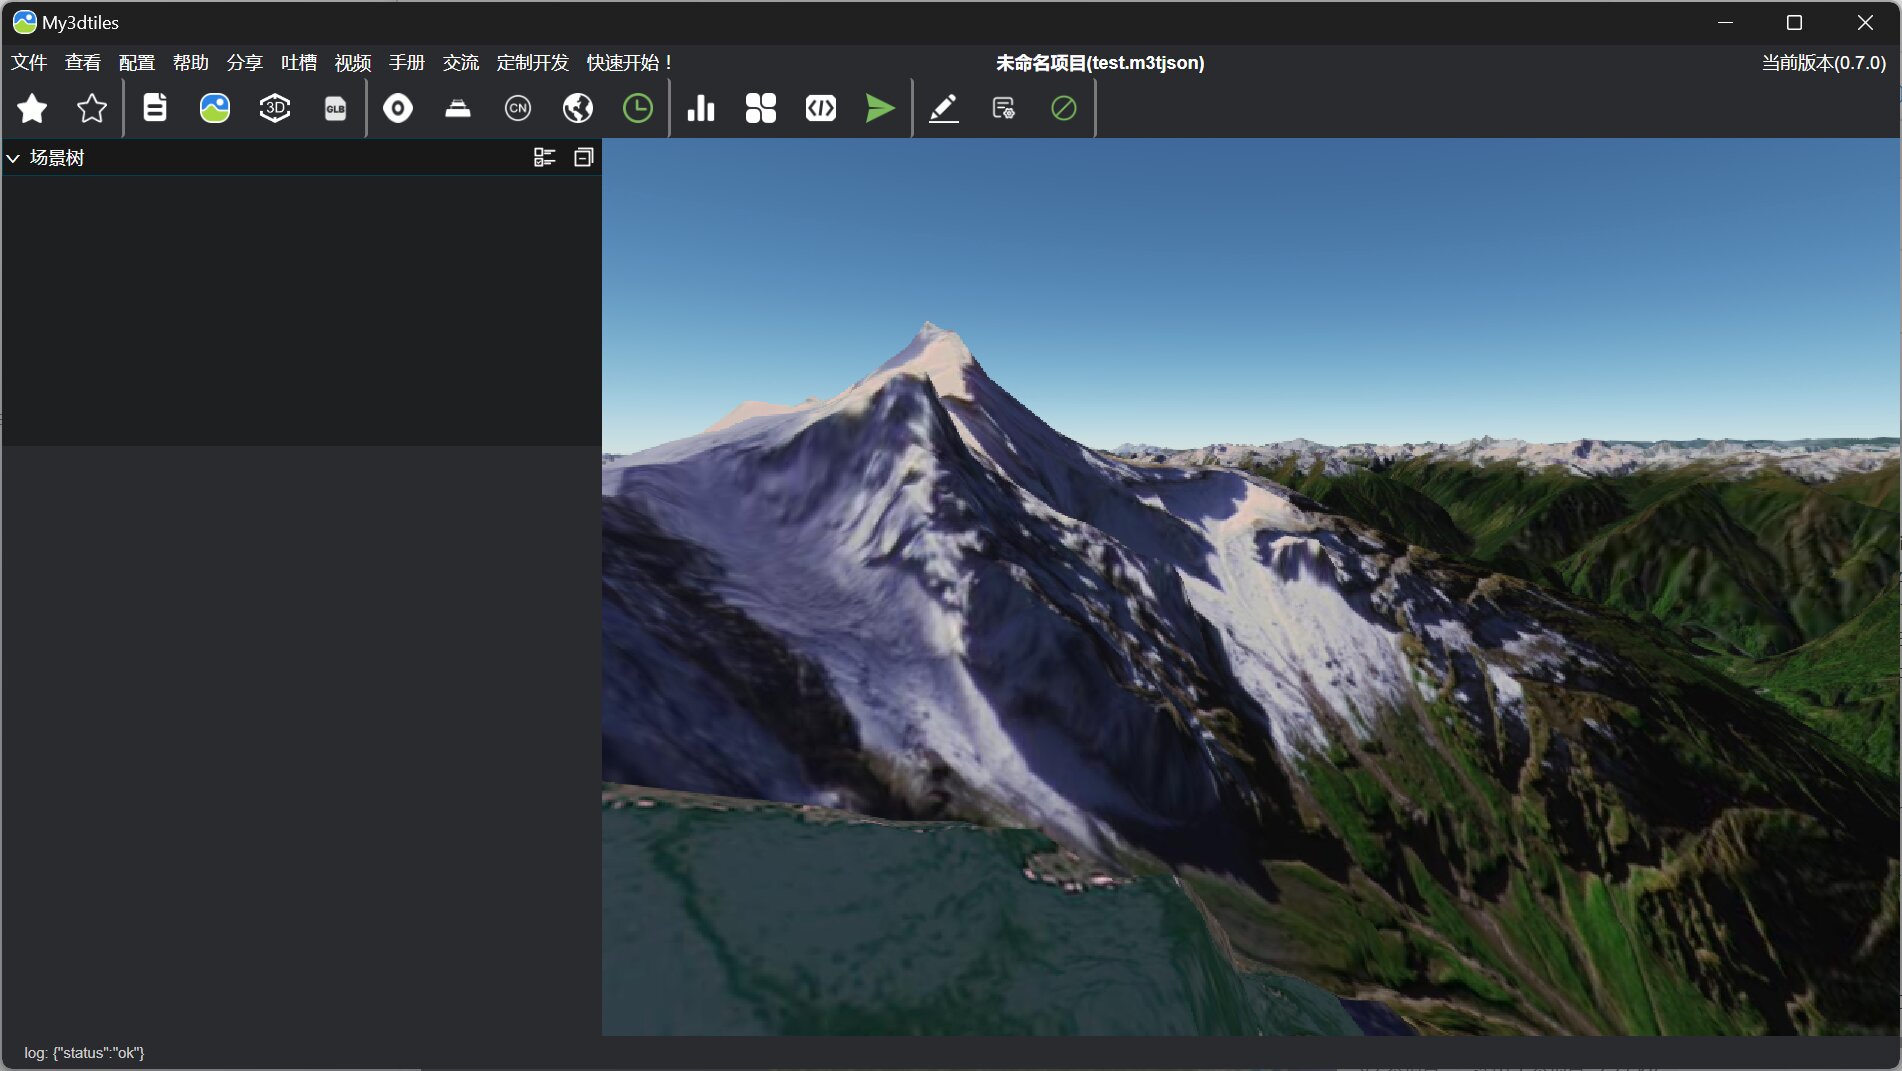 My3dtiles
文件 查看 配置 帮助 分享 吐槽 视频 手册 交流 定制开发 快速开始！ 未命名项目(test.m3tjson) 当前版本(0.7.0)
3D GLB CN
场景树
log: {"status":"ok"}